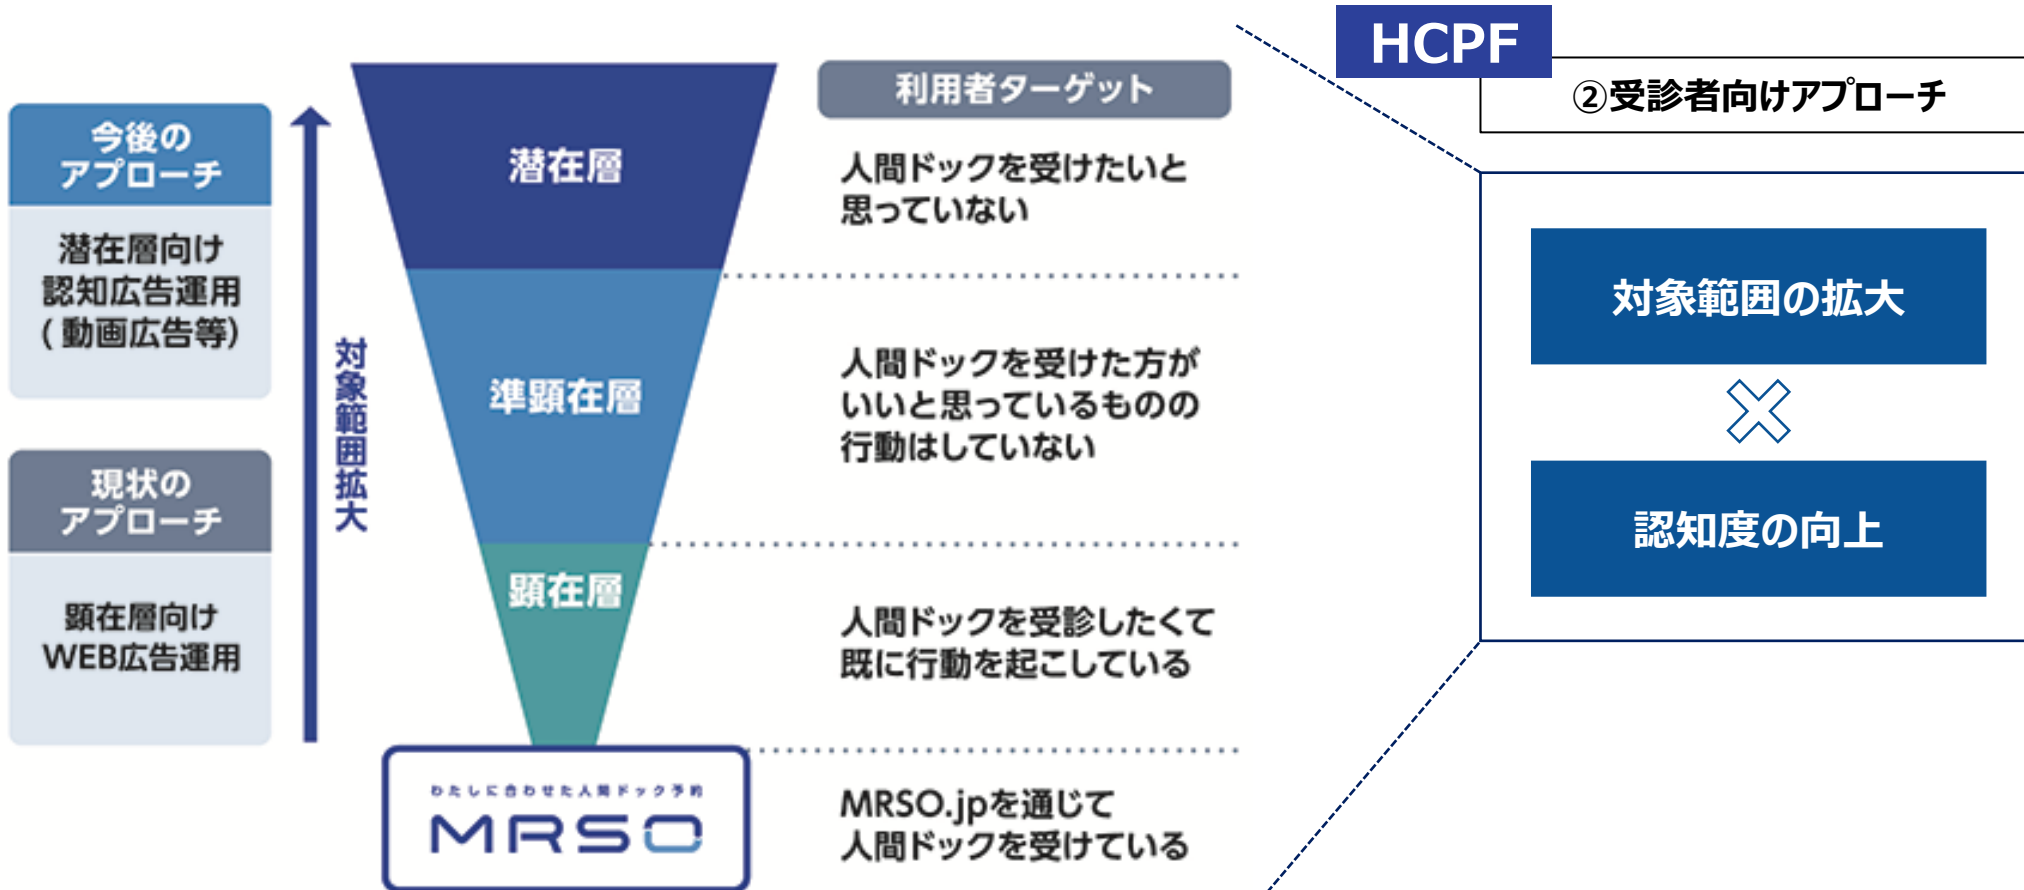 HCPF
②受診者向けアプローチ
今後の
アプローチ
潜在層向け
認知広告運用
( 動画広告等)
現状の
アプローチ
顕在層向け
WEB広告運用
対象範囲拡大
潜在層
準顕在層
顕在層
わたしに合わせた人間ドック予約
MRSO
利用者ターゲット
人間ドックを受けたいと
思っていない
人間ドックを受けた方が
いいと思っているものの
行動はしていない
人間ドックを受診したくて
既に行動を起こしている
MRSO.jpを通じて
人間ドックを受けている
対象範囲の拡大
認知度の向上